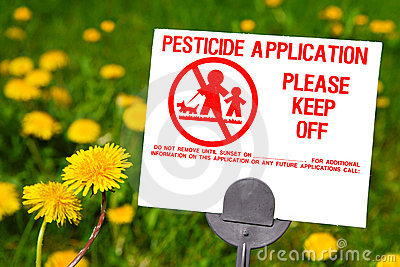 PESTICIDE APPLICATION
PLEASE
KEEP
OFF
DO NOT REMOVE UNTIL SUNSET ON ____________. FOR ADDITIONAL
INFORMATION ON THIS APPLICATION OR ANY FUTURE APPLICATIONS CALL:
dreamstime.com